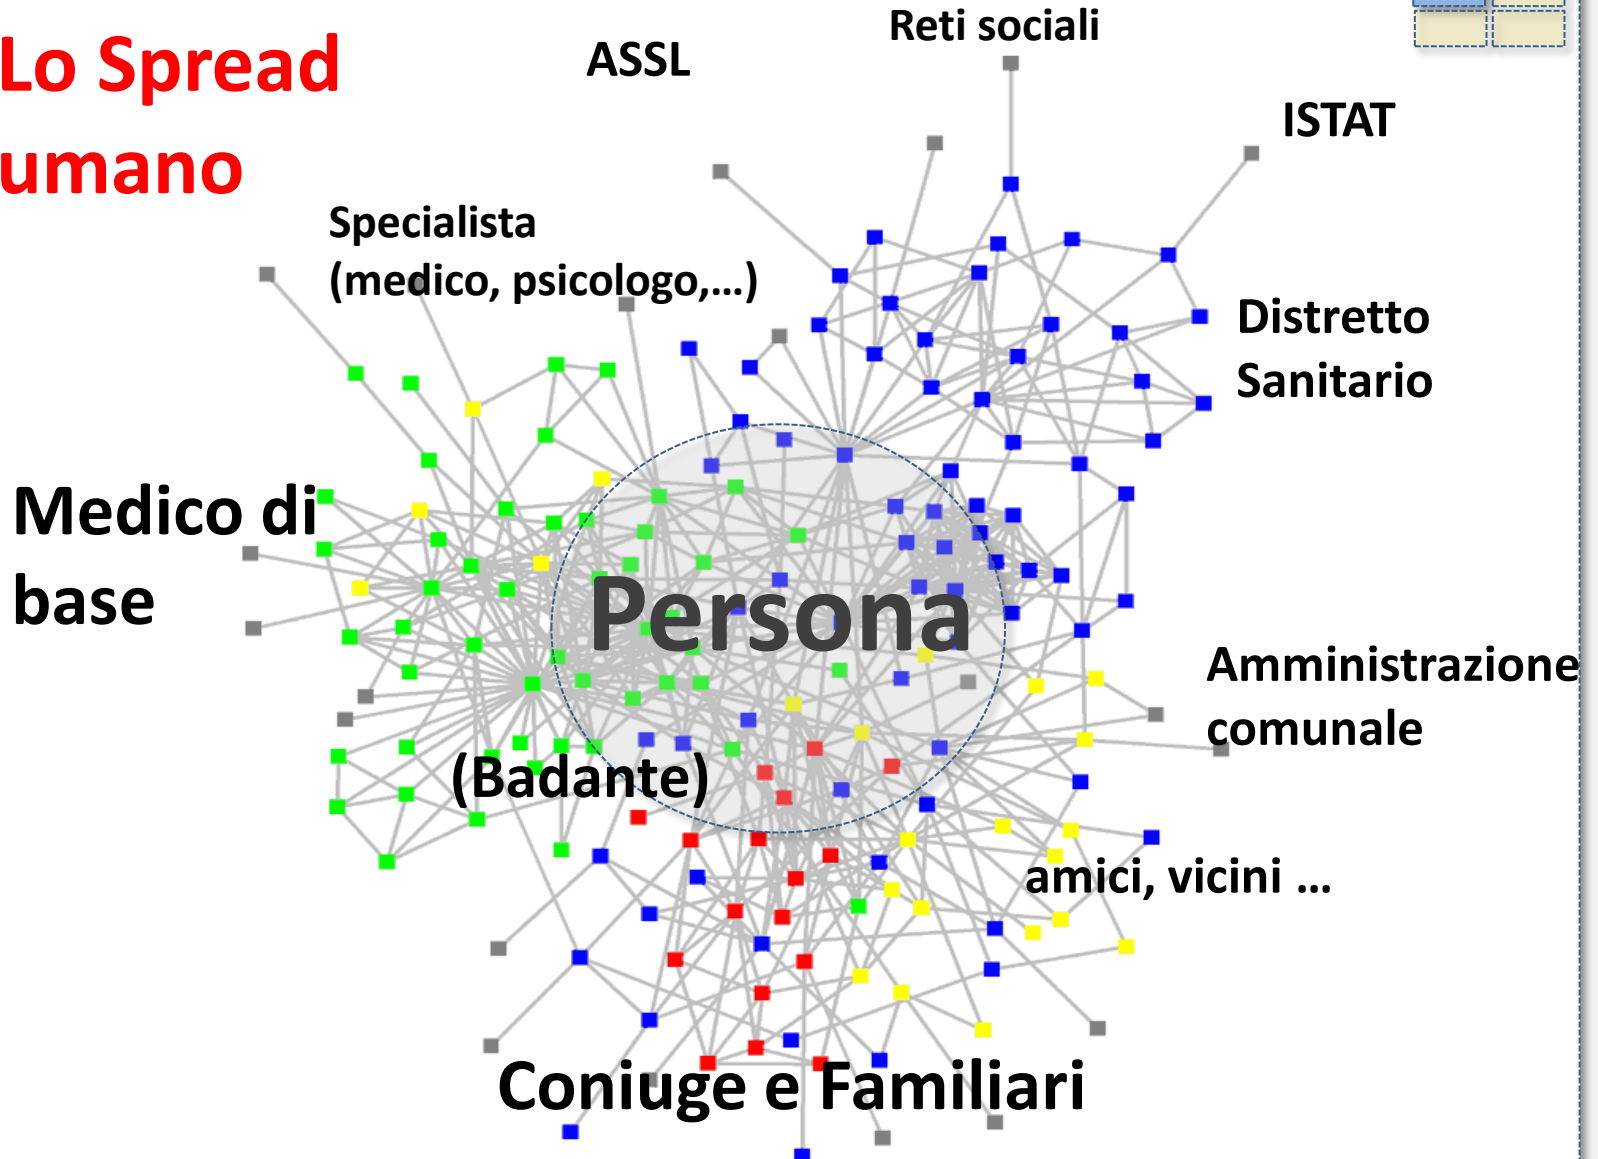 Lo Spread
umano
ASSL
Reti sociali
ISTAT
Specialista
(medico, psicologo,...)
Distretto
Sanitario
Medico di
base
Persona
Amministrazione
comunale
(Badante)
amici, vicini ...
Coniuge e Familiari